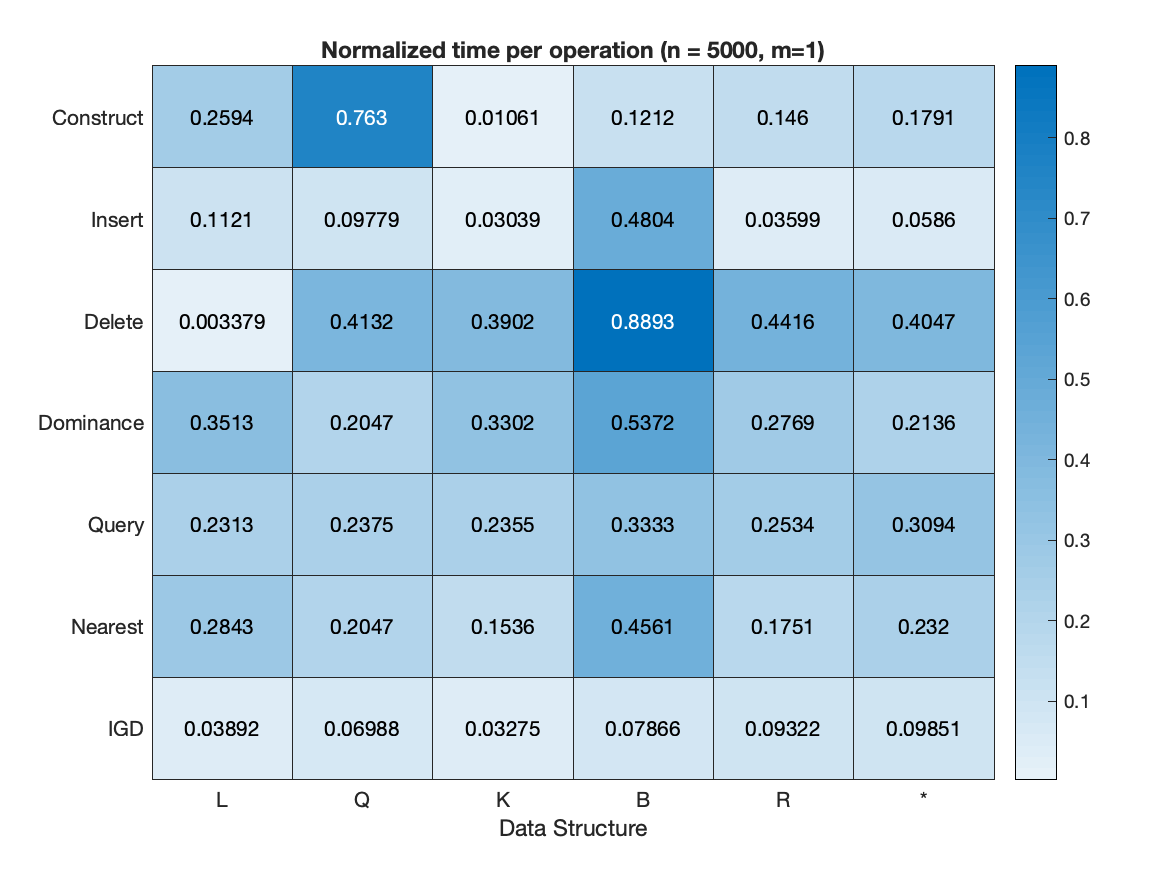 Normalized time per operation (n = 5000, m=1)
Construct 0.2594 0.763 0.01061 0.1212 0.146 0.1791
Insert 0.1121 0.09779 0.03039 0.4804 0.03599 0.0586
Delete 0.003379 0.4132 0.3902 0.8893 0.4416 0.4047
Dominance 0.3513 0.2047 0.3302 0.5372 0.2769 0.2136
Query 0.2313 0.2375 0.2355 0.3333 0.2534 0.3094
Nearest 0.2843 0.2047 0.1536 0.4561 0.1751 0.232
IGD 0.03892 0.06988 0.03275 0.07866 0.09322 0.09851
L Q K B R *
Data Structure
0.8
0.7
0.6
0.5
0.4
0.3
0.2
0.1